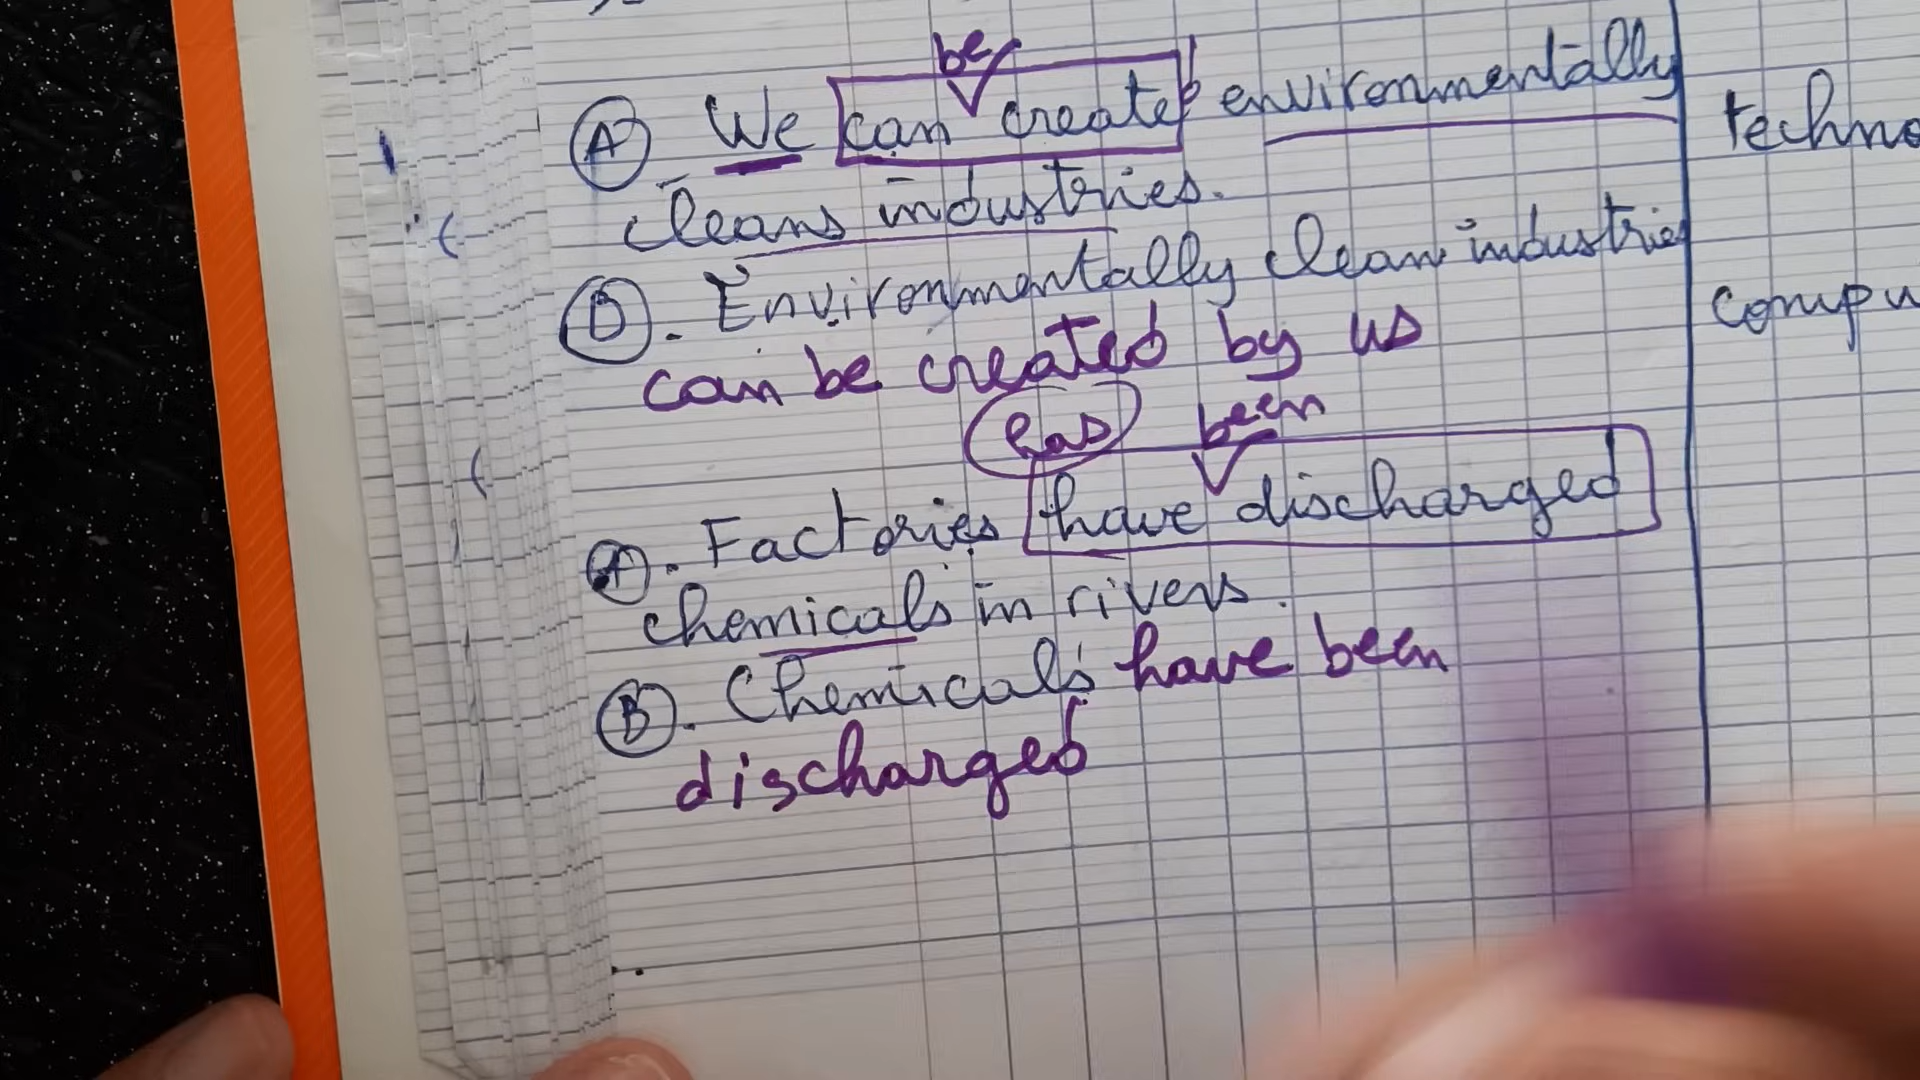 be
A We can create d environmentally
cleans industries.
B. Environmentally clean industries
can be created by us
has been
A. Factories have discharged
chemicals in rivers.
B. Chemicals have been
discharged
techno
compu